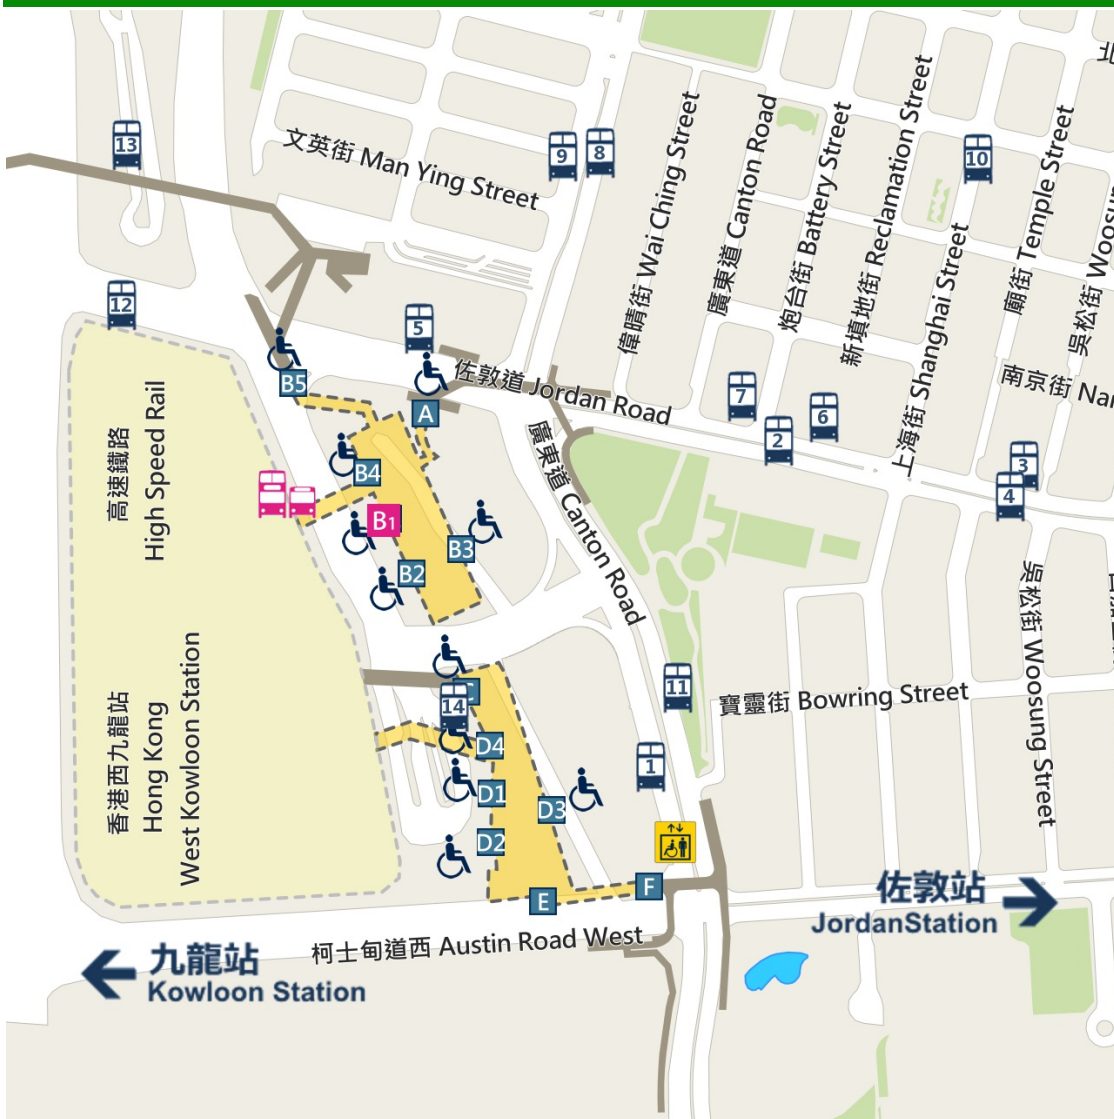 北
13
文英街 Man Ying Street
9
8
10
偉晴街 Wai Ching Street
廣東道 Canton Road
炮台街 Battery Street
新填地街 Reclamation Street
上海街 Shanghai Street
廟街 Temple Street
吳松街 Woosun
12
5
B5
A
佐敦道 Jordan Road
南京街 Nan
7
6
2
3
4
高速鐵路
High Speed Rail
B4
B1
B3
B2
廣東道 Canton Road
吳松街 Woosung Street
香港西九龍站
Hong Kong
West Kowloon Station
C
14
11
寶靈街 Bowring Street
D4
D1
D3
D2
1
E
F
佐敦站
JordanStation
柯士甸道西 Austin Road West
九龍站
Kowloon Station